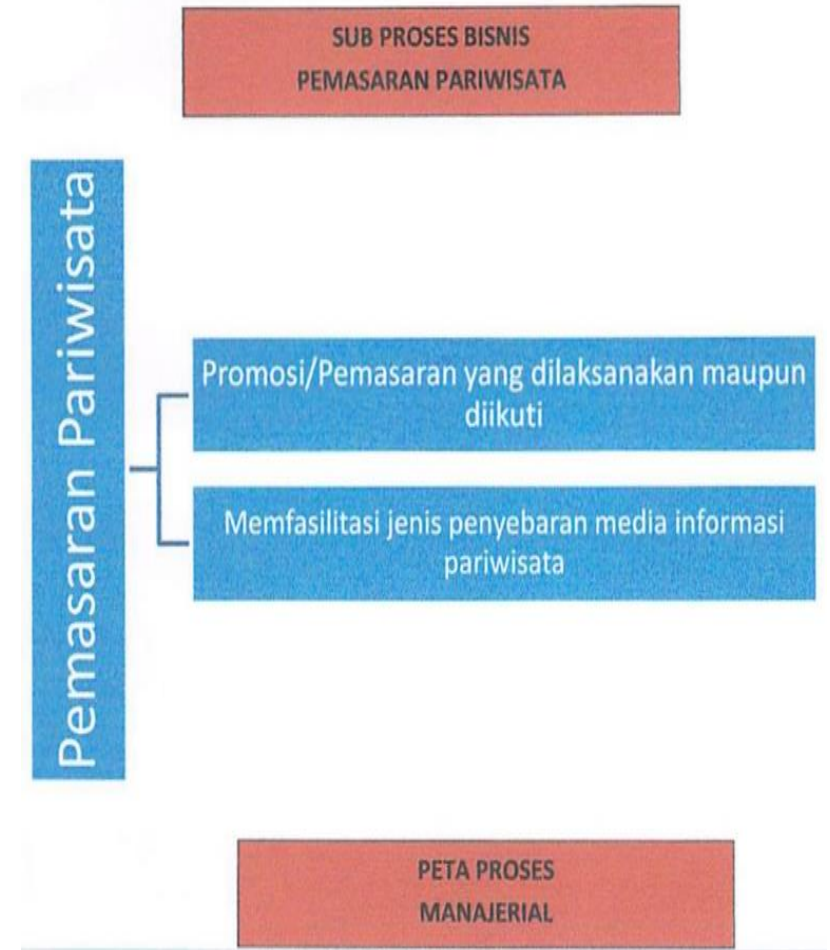 SUB PROSES BISNIS
PEMASARAN PARIWISATA
Pemasaran Pariwisata
Promosi/Pemasaran yang dilaksanakan maupun
diikuti
Memfasilitasi jenis penyebaran media informasi
pariwisata
PETA PROSES
MANAJERIAL